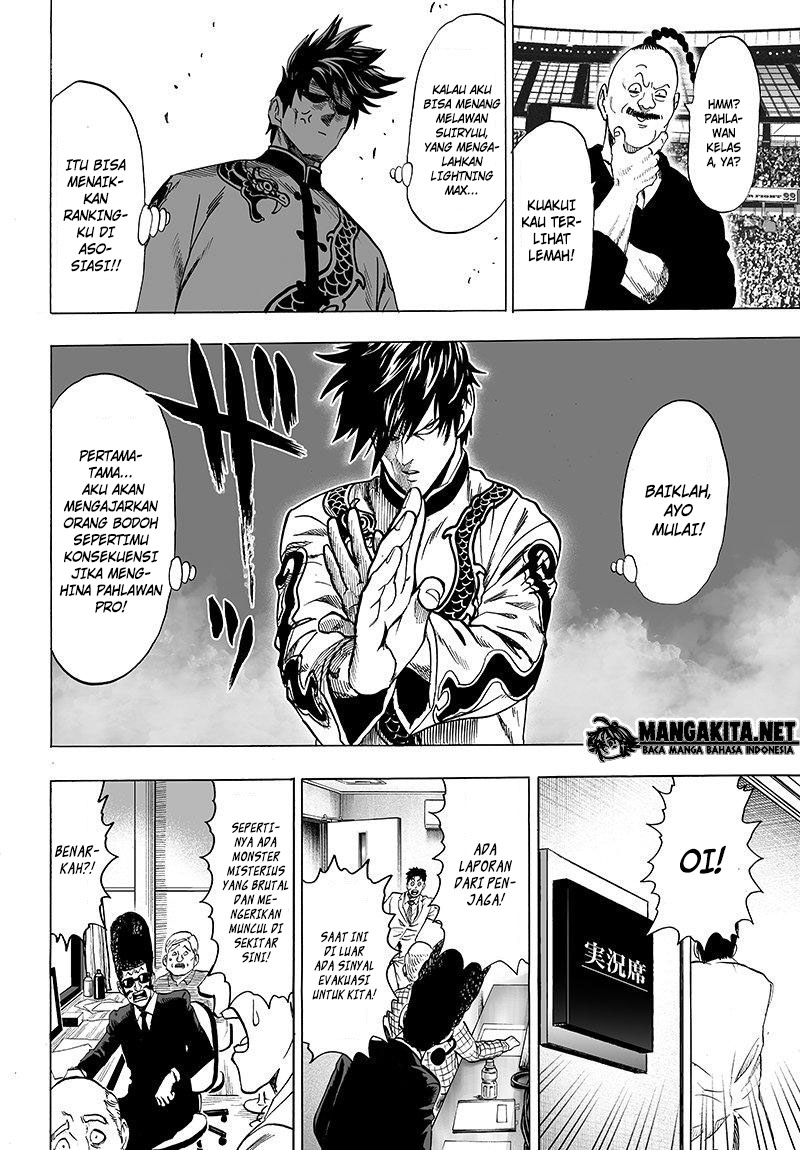 HMM?
PAHLA-
WAN
KELAS
A, YA?
KUAKUI
KAU TER-
LIHAT
LEMAH!
KALAU AKU
BISA MENANG
MELAWAN
SUIRYUU,
YANG MENGA-
LAHKAN
LIGHTNING
MAX...
ITU BISA
MENAIK-
KAN
RANKING-
KU DI
ASO-
SIASI!!
BAIKLAH,
AYO
MULAI!
ザッ
PERTAMA-
TAMA...
AKU AKAN
MENGAJARKAN
ORANG BODOH
SEPERTIMU
KONSEKUENSI
JIKA MENG-
HINA PAHLAWAN
PRO!
MANGAKITA.NET
BACA MANGA BAHASA INDONESIA
OI!
実況席
ADA
LAPORAN
DARI PEN-
JAGA!
SAAT INI
DI LUAR
ADA SINYAL
EVAKUASI
UNTUK KITA!
SEPERTI-
NYA ADA
MONSTER
MISTERIUS
YANG BRUTAL
DAN ME-
NGERIKAN
MUNCUL DI
SEKITAR
SINI!
BENAR-
KAH?!